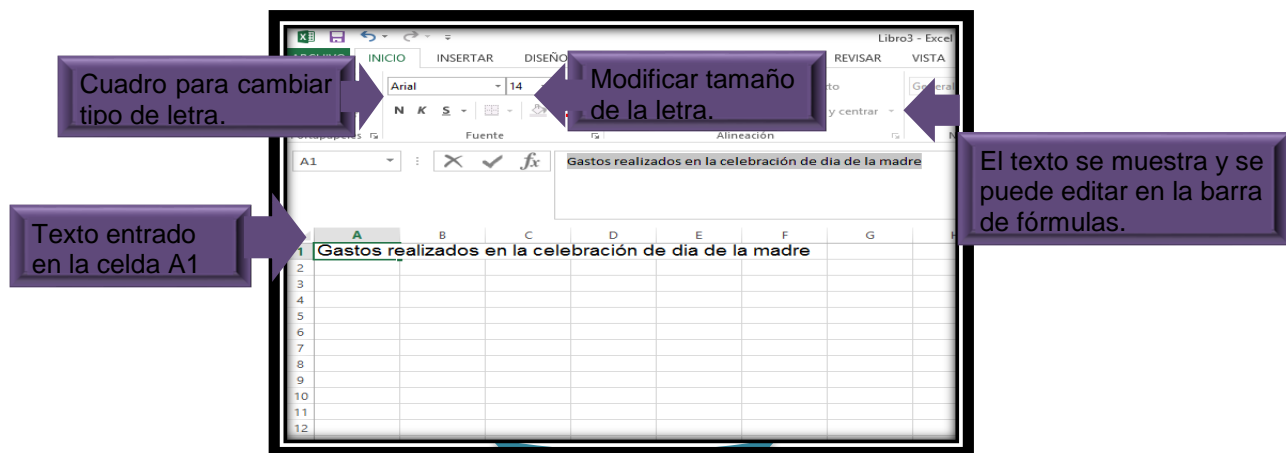 Libro3 - Excel
INICIO INSERTAR DISEÑO REVISAR VISTA
Cuadro para cambiar
tipo de letra.
Arial 14
Modificar tamaño
de la letra.
General
N K S
y centrar
Fuente Alineación
A1 fx Gastos realizados en la celebración de dia de la madre
El texto se muestra y se
puede editar en la barra
de fórmulas.
Texto entrado
en la celda A1
A B C D E F G H
1 Gastos realizados en la celebración de dia de la madre
2
3
4
5
6
7
8
9
10
11
12